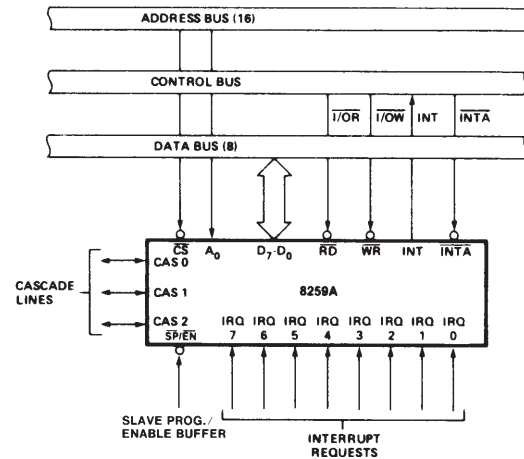 ADDRESS BUS (16)
CONTROL BUS
I/OR I/OW INT INTA
DATA BUS (8)
CS A0 D7-D0 RD WR INT INTA
CAS 0
CASCADE LINES
CAS 1
8259A
CAS 2
IRQ IRQ IRQ IRQ IRQ IRQ IRQ IRQ
SP/EN 7 6 5 4 3 2 1 0
SLAVE PROG./
ENABLE BUFFER
INTERRUPT
REQUESTS